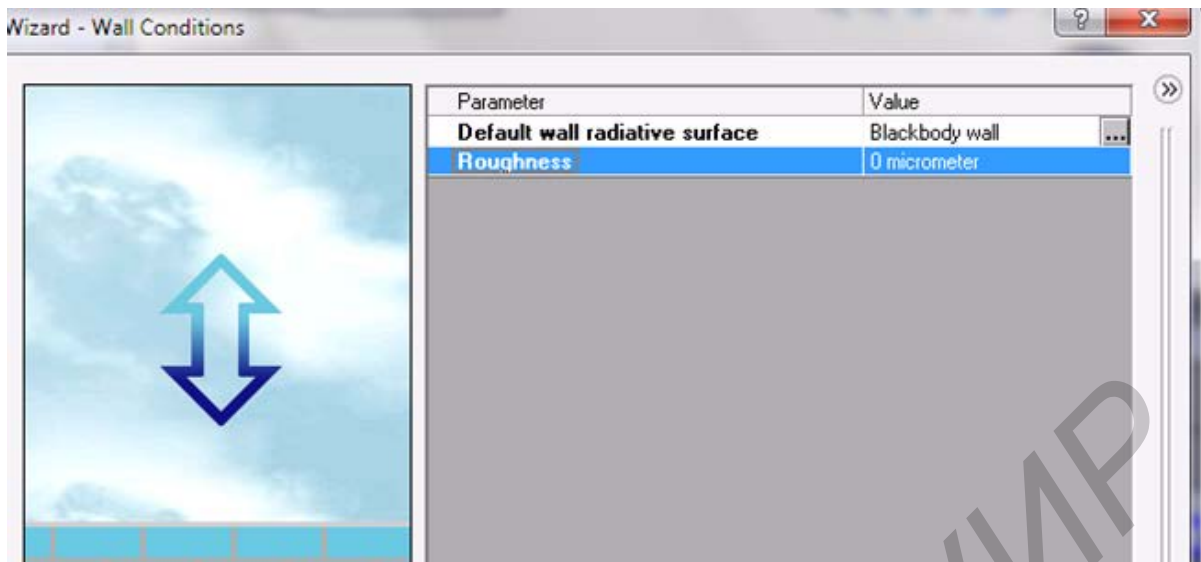 Wizard - Wall Conditions
Parameter Value
Default wall radiative surface Blackbody wall ...
Roughness 0 micrometer